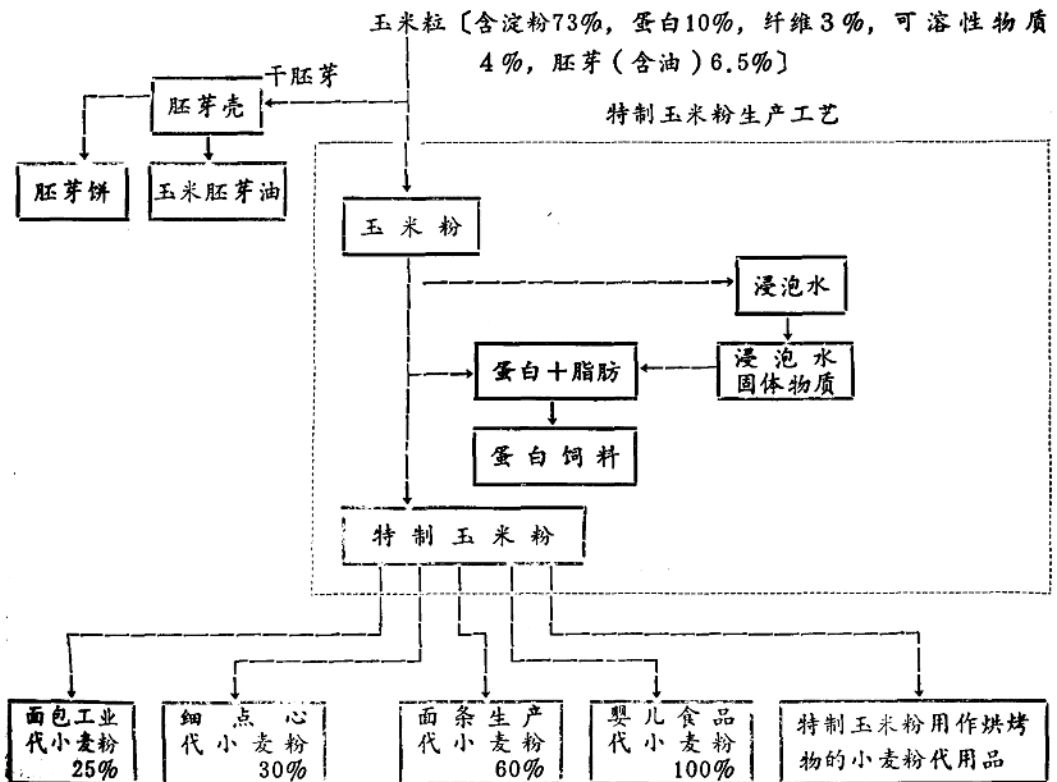 玉米粒〔含淀粉73%，蛋白10%，纤维3%，可溶性物质
4%，胚芽(含油)6.5%〕
干胚芽
胚芽壳
特制玉米粉生产工艺
胚芽饼
玉米胚芽油
玉米粉
浸泡水
蛋白＋脂肪
浸泡水
固体物质
蛋白饲料
特制玉米粉
面包工业
代小麦粉
25%
细点心
代小麦粉
30%
面条生产
代小麦粉
60%
婴儿食品
代小麦粉
100%
特制玉米粉用作烘烤
物的小麦粉代用品